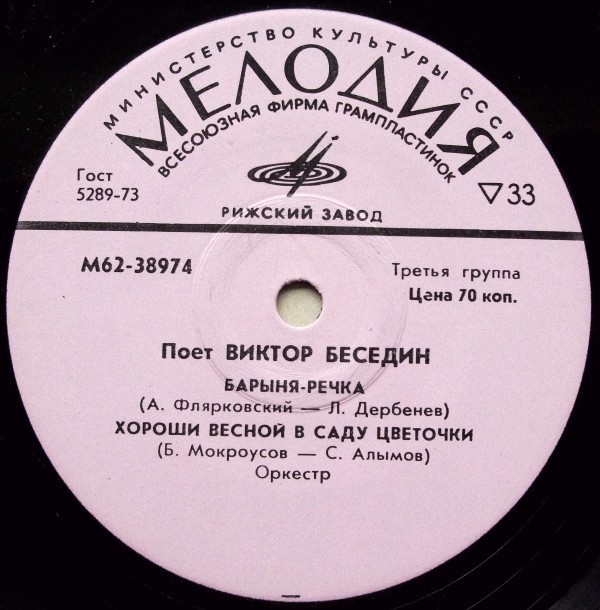 МИНИСТЕРСТВО КУЛЬТУРЫ СССР
МЕЛОДИЯ
ВСЕСОЮЗНАЯ ФИРМА ГРАМПЛАСТИНОК
Гост
5289-73
▽33
РИЖСКИЙ ЗАВОД
М62-38974
Третья группа
Цена 70 коп.
Поет ВИКТОР БЕСЕДИН
БАРЫНЯ-РЕЧКА
(А. Флярковский — Л. Дербенев)
ХОРОШИ ВЕСНОЙ В САДУ ЦВЕТОЧКИ
(Б. Мокроусов — С. Алымов)
Оркестр